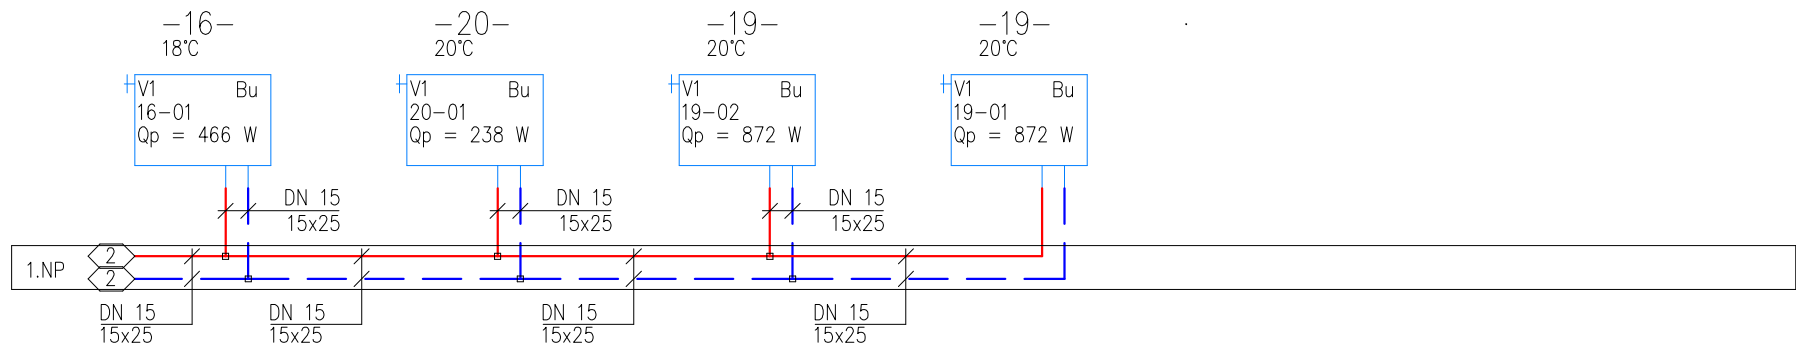 -16-
18°C
V1 Bu
16-01
Qp = 466 W
DN 15
15x25
-20-
20°C
V1 Bu
20-01
Qp = 238 W
DN 15
15x25
-19-
20°C
V1 Bu
19-02
Qp = 872 W
DN 15
15x25
-19-
20°C
V1 Bu
19-01
Qp = 872 W
1.NP
2
2
DN 15
15x25
DN 15
15x25
DN 15
15x25
DN 15
15x25